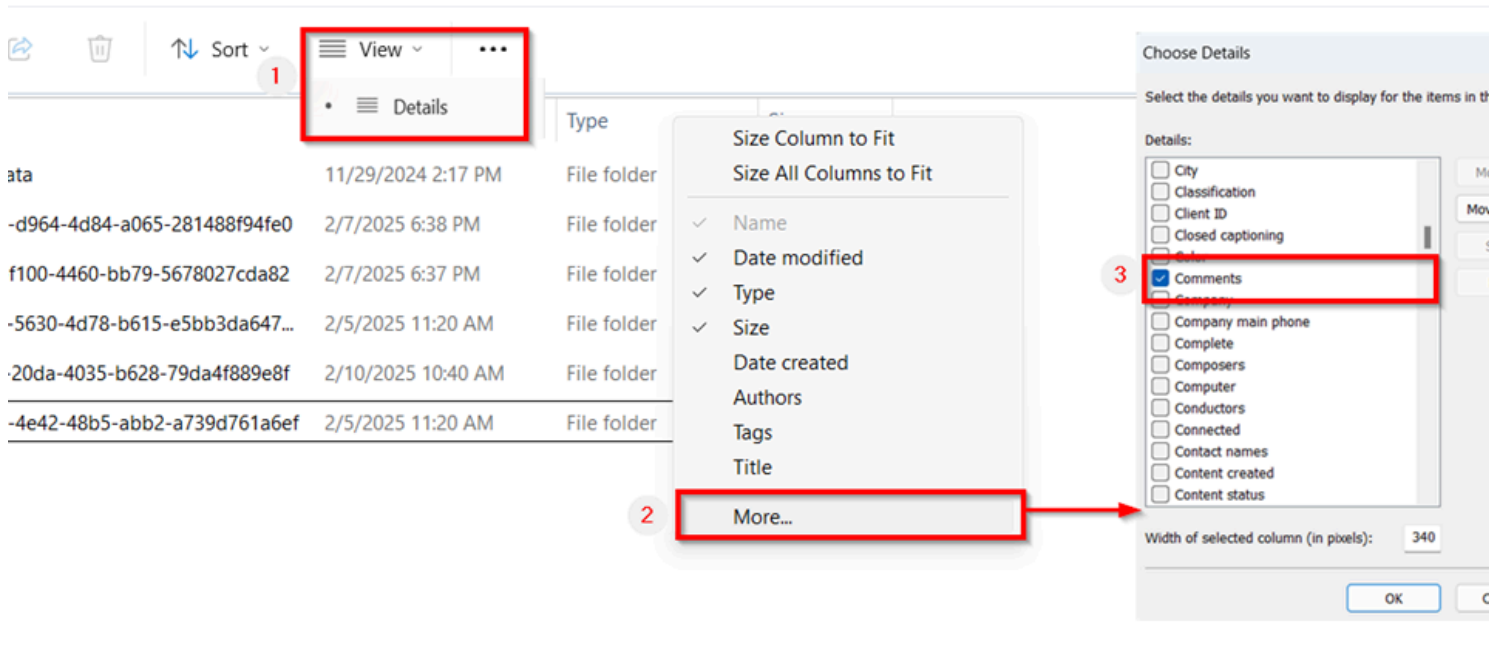 Sort
View
•••
1
Details
Type
ata
11/29/2024 2:17 PM
File folder
-d964-4d84-a065-281488f94fe0
2/7/2025 6:38 PM
File folder
f100-4460-bb79-5678027cda82
2/7/2025 6:37 PM
File folder
-5630-4d78-b615-e5bb3da647...
2/5/2025 11:20 AM
File folder
-20da-4035-b628-79da4f889e8f
2/10/2025 10:40 AM
File folder
-4e42-48b5-abb2-a739d761a6ef
2/5/2025 11:20 AM
File folder
Size Column to Fit
Size All Columns to Fit
Name
Date modified
Type
Size
Date created
Authors
Tags
Title
2
More...
Choose Details
Select the details you want to display for the items in th
Details:
City
Classification
Client ID
Closed captioning
Color
3
Comments
Company
Company main phone
Complete
Composers
Computer
Conductors
Connected
Contact names
Content created
Content status
Mo
Mov
S
Width of selected column (in pixels):
340
OK
C